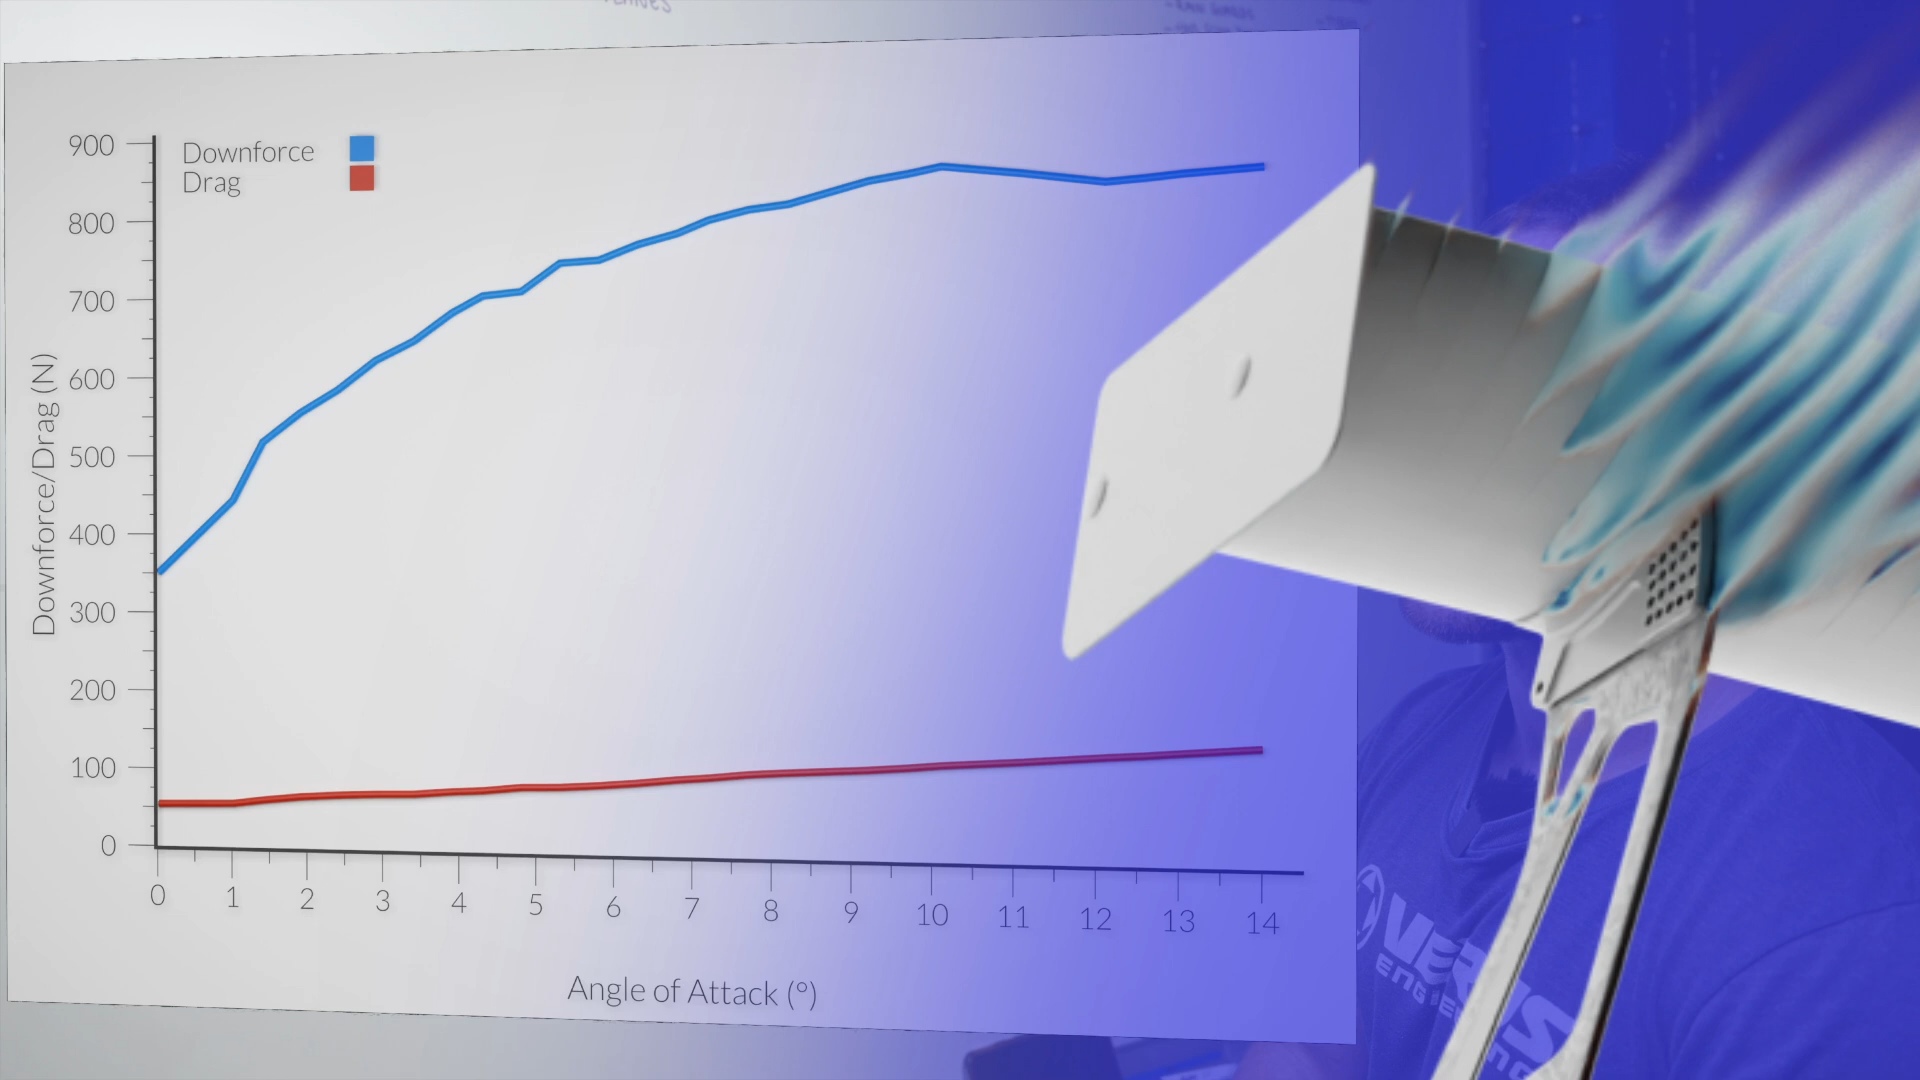 900
Downforce
Drag
800
700
600
500
400
300
200
100
0
Downforce/Drag (N)
0 1 2 3 4 5 6 7 8 9 10 11 12 13 14
Angle of Attack (°)